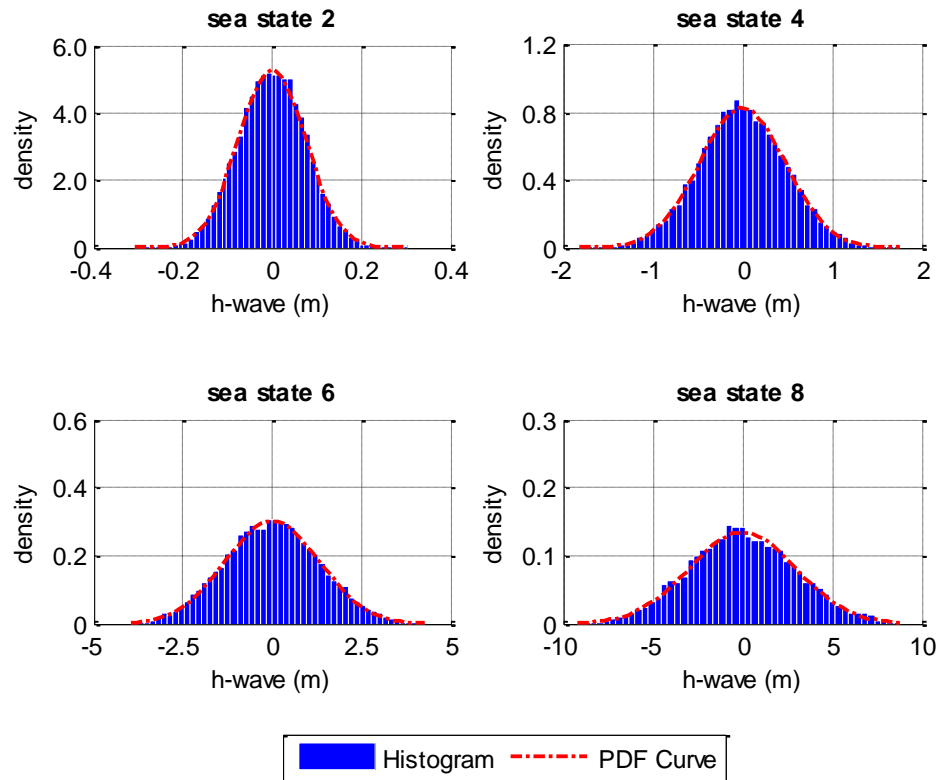 sea state 2
6.0
4.0
2.0
0
density
-0.4
-0.2
0
0.2
0.4
h-wave (m)
sea state 4
1.2
0.8
0.4
0
density
-2
-1
0
1
2
h-wave (m)
sea state 6
0.6
0.4
0.2
0
density
-5
-2.5
0
2.5
5
h-wave (m)
sea state 8
0.3
0.2
0.1
0
density
-10
-5
0
5
10
h-wave (m)
Histogram
PDF Curve